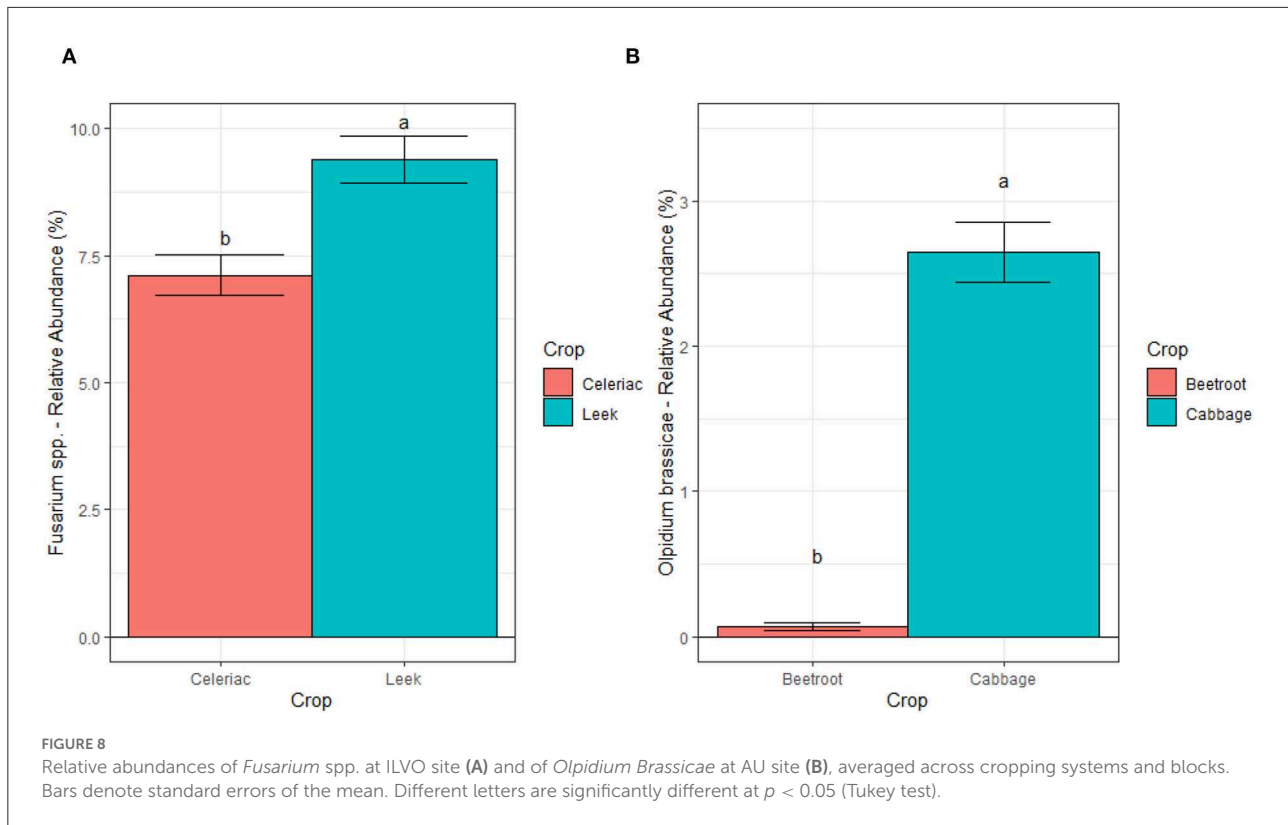 A
Fusarium spp. - Relative Abundance (%)
10.0
7.5
5.0
2.5
0.0
b
a
Celeriac
Leek
Crop
Crop
Celeriac
Leek
B
Olpidium brassicae - Relative Abundance (%)
3
2
1
0
b
a
Beetroot
Cabbage
Crop
Crop
Beetroot
Cabbage
FIGURE 8
Relative abundances of Fusarium spp. at ILVO site (A) and of Olpidium Brassicae at AU site (B), averaged across cropping systems and blocks.
Bars denote standard errors of the mean. Different letters are significantly different at p < 0.05 (Tukey test).